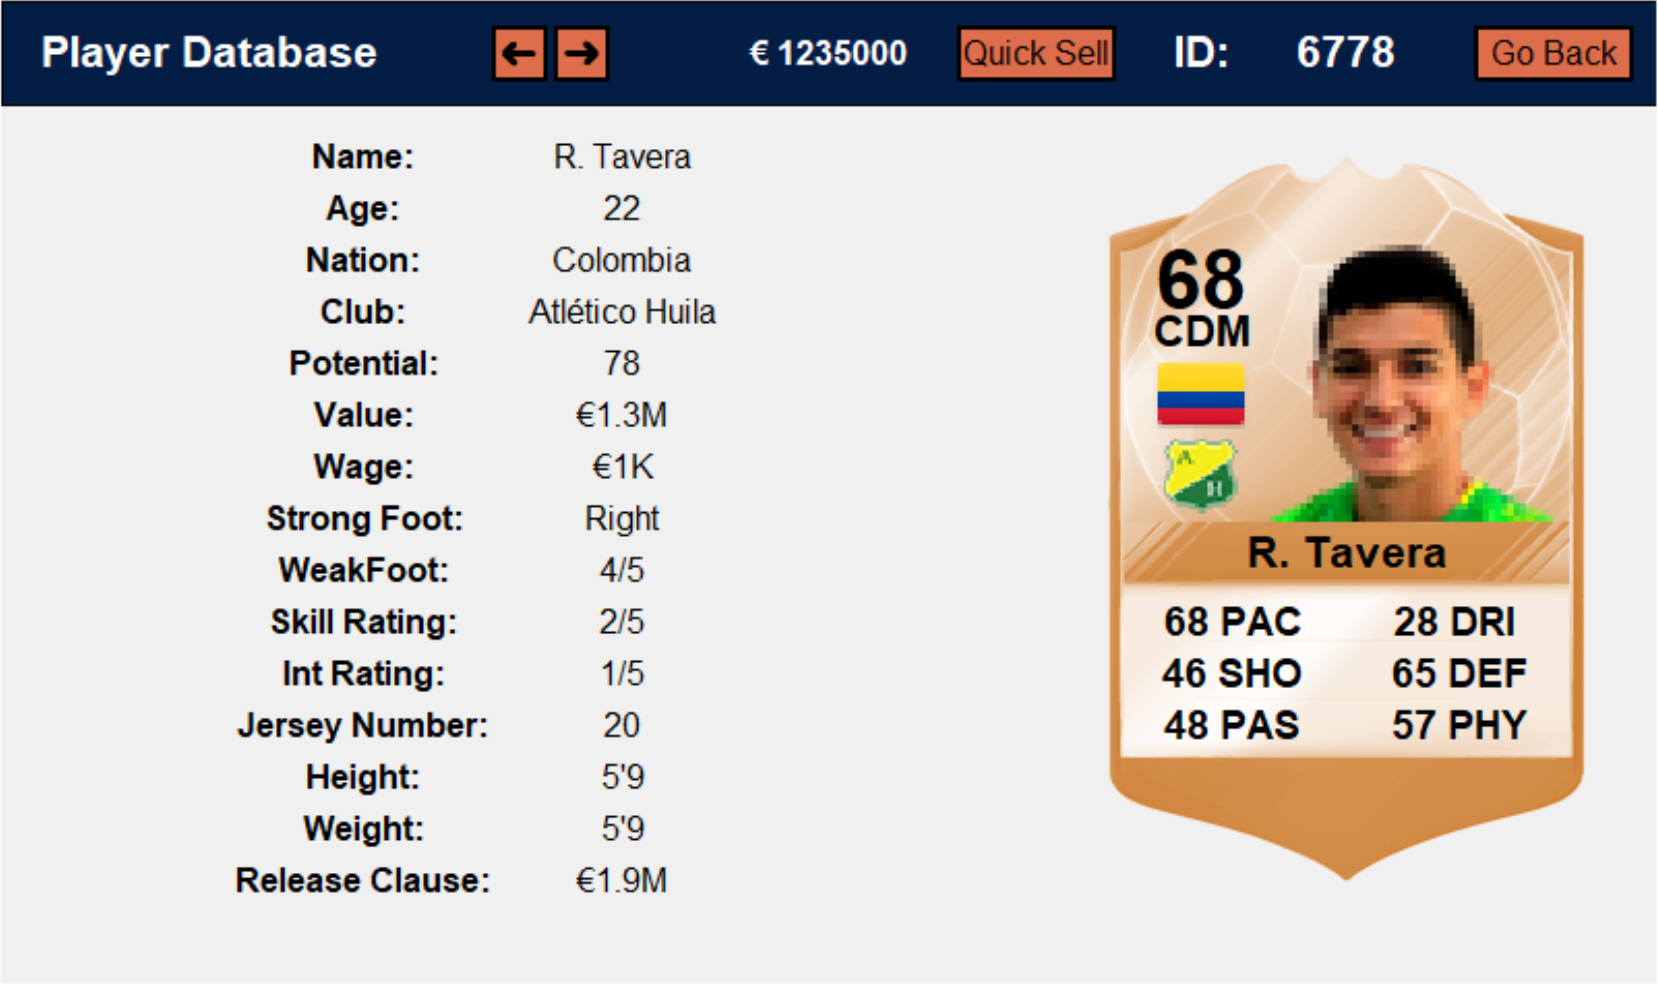 Player Database ← → € 1235000 Quick Sell ID: 6778 Go Back
Name: R. Tavera
Age: 22
Nation: Colombia
Club: Atlético Huila
Potential: 78
Value: €1.3M
Wage: €1K
Strong Foot: Right
WeakFoot: 4/5
Skill Rating: 2/5
Int Rating: 1/5
Jersey Number: 20
Height: 5'9
Weight: 5'9
Release Clause: €1.9M
68
CDM
A
H
R. Tavera
68 PAC 28 DRI
46 SHO 65 DEF
48 PAS 57 PHY